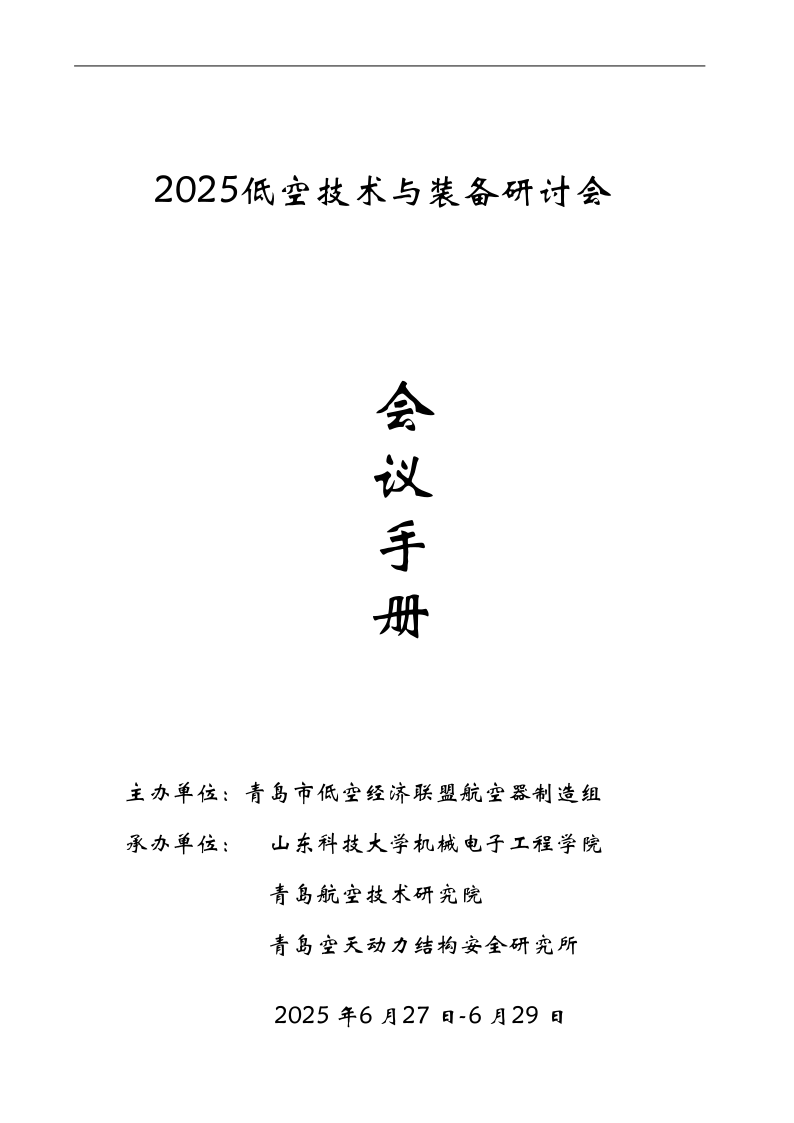 2025低空技术与装备研讨会
会
议
手
册
主办单位：青岛市低空经济联盟航空器制造组
承办单位： 山东科技大学机械电子工程学院
青岛航空技术研究院
青岛空天动力结构安全研究所
2025 年6 月27 日-6 月29 日